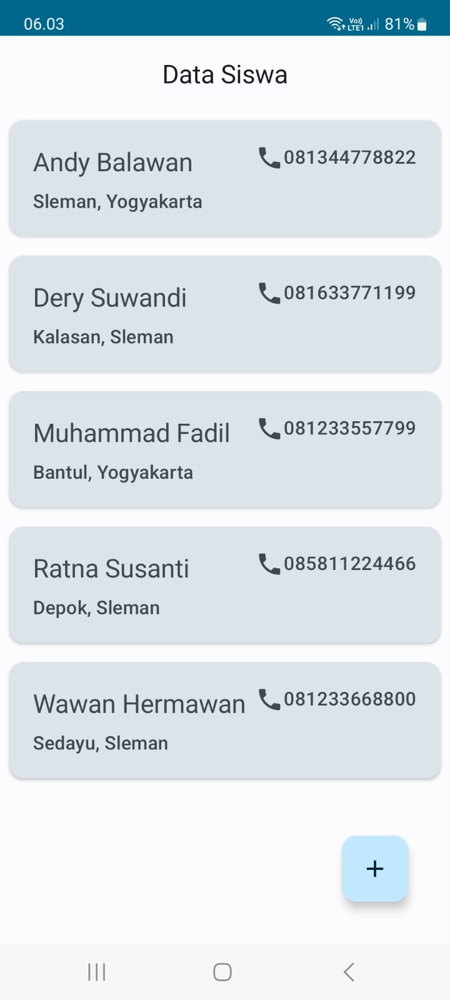 06.03 Vo)) LTE1 81%
Data Siswa
Andy Balawan 081344778822
Sleman, Yogyakarta
Dery Suwandi 081633771199
Kalasan, Sleman
Muhammad Fadil 081233557799
Bantul, Yogyakarta
Ratna Susanti 085811224466
Depok, Sleman
Wawan Hermawan 081233668800
Sedayu, Sleman
+